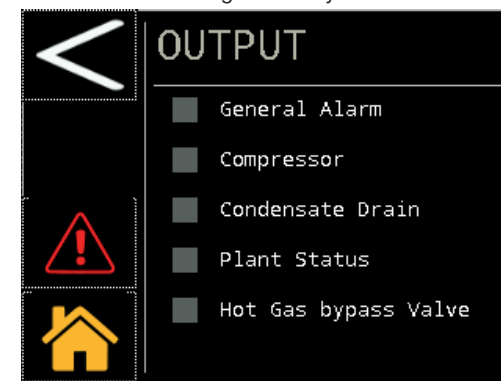 OUTPUT
General Alarm
Compressor
Condensate Drain
Plant Status
Hot Gas bypass Valve